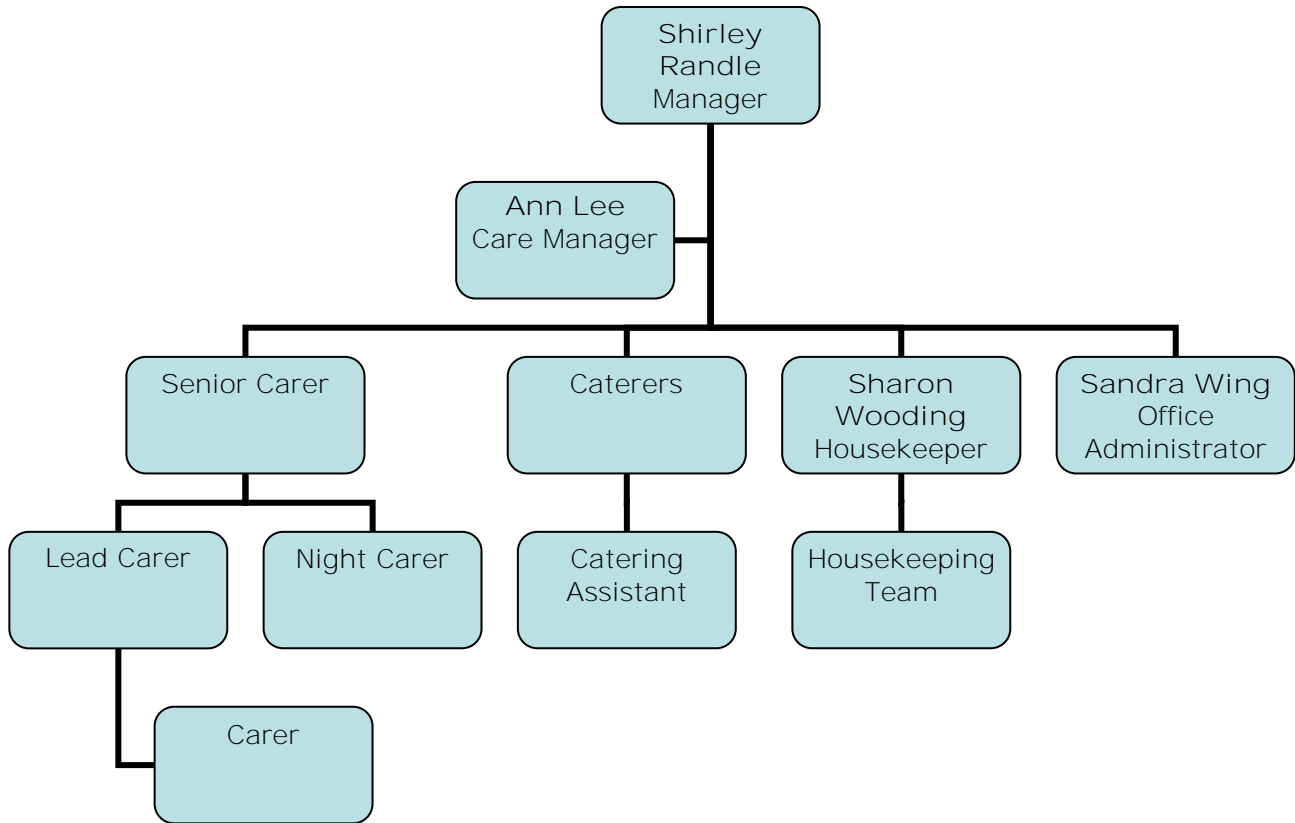 Shirley
Randle
Manager
Ann Lee
Care Manager
Senior Carer
Caterers
Sharon
Wooding
Housekeeper
Sandra Wing
Office
Administrator
Lead Carer
Night Carer
Catering
Assistant
Housekeeping
Team
Carer